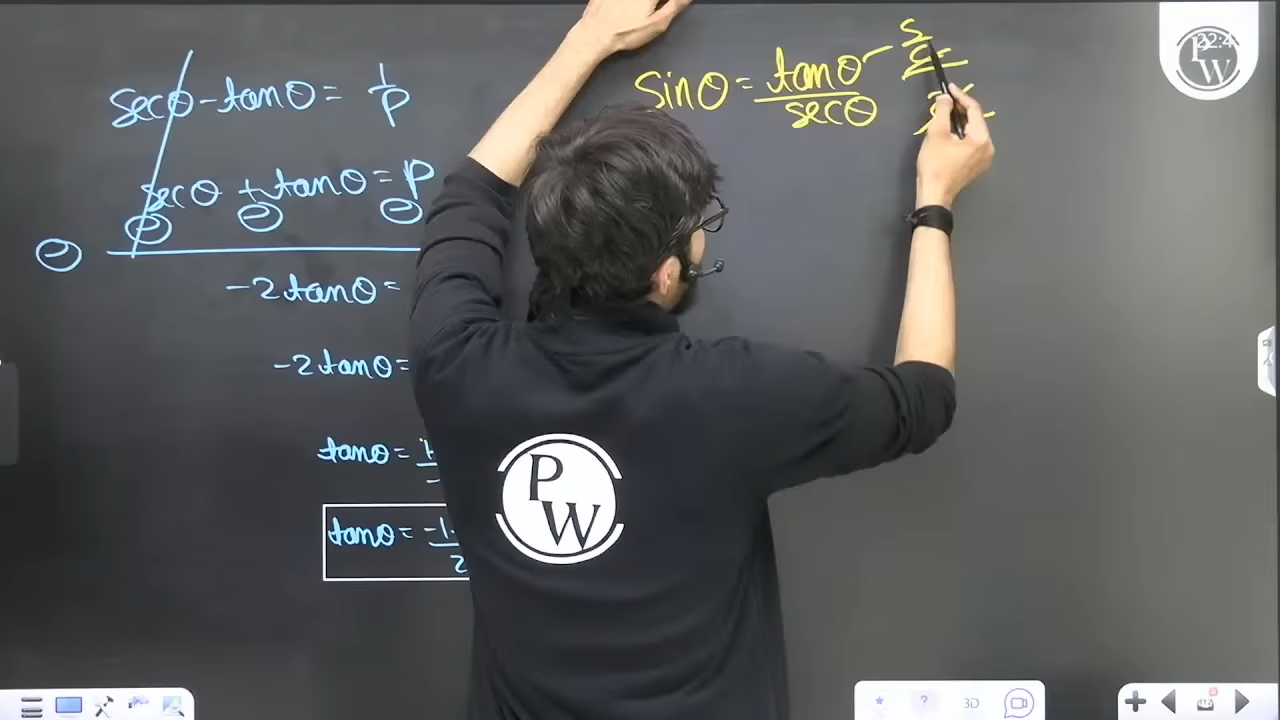 secθ - tanθ = 1/p
secθ + tanθ = p
-2tanθ =
-2tanθ =
tanθ =
tanθ = -1
2
sinθ = tanθ/secθ
PW
PW
3D